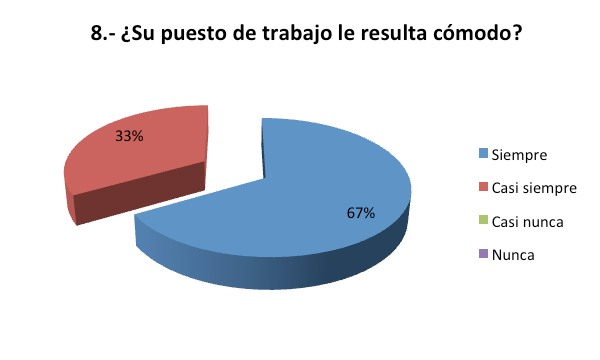 8.- ¿Su puesto de trabajo le resulta cómodo?
33%
67%
Siempre
Casi siempre
Casi nunca
Nunca